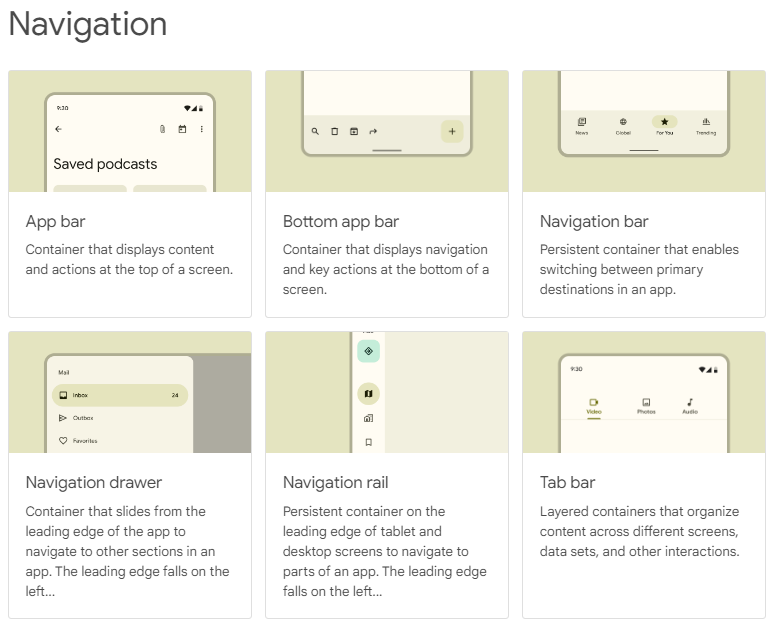 Navigation
9:30
Saved podcasts
App bar
Container that displays content
and actions at the top of a screen.
Bottom app bar
Container that displays navigation
and key actions at the bottom of a
screen.
News Global For You Trending
Navigation bar
Persistent container that enables
switching between primary
destinations in an app.
Mail
Inbox 24
Outbox
Favorites
Navigation drawer
Container that slides from the
leading edge of the app to
navigate to other sections in an
app. The leading edge falls on the
left...
Navigation rail
Persistent container on the
leading edge of tablet and
desktop screens to navigate to
parts of an app. The leading edge
falls on the left...
9:30
Video Photos Audio
Tab bar
Layered containers that organize
content across different screens,
data sets, and other interactions.